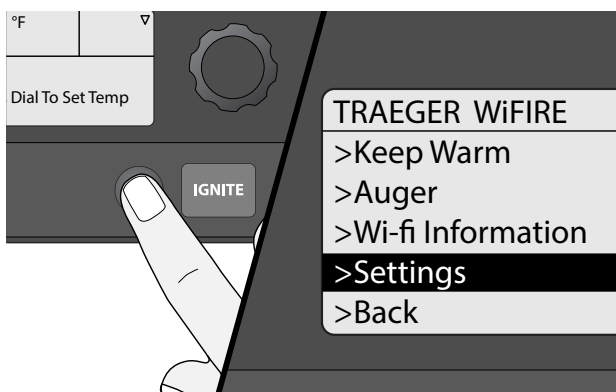 °F
Dial To Set Temp
IGNITE
TRAEGER WiFIRE
>Keep Warm
>Auger
>Wi-fi Information
>Settings
>Back